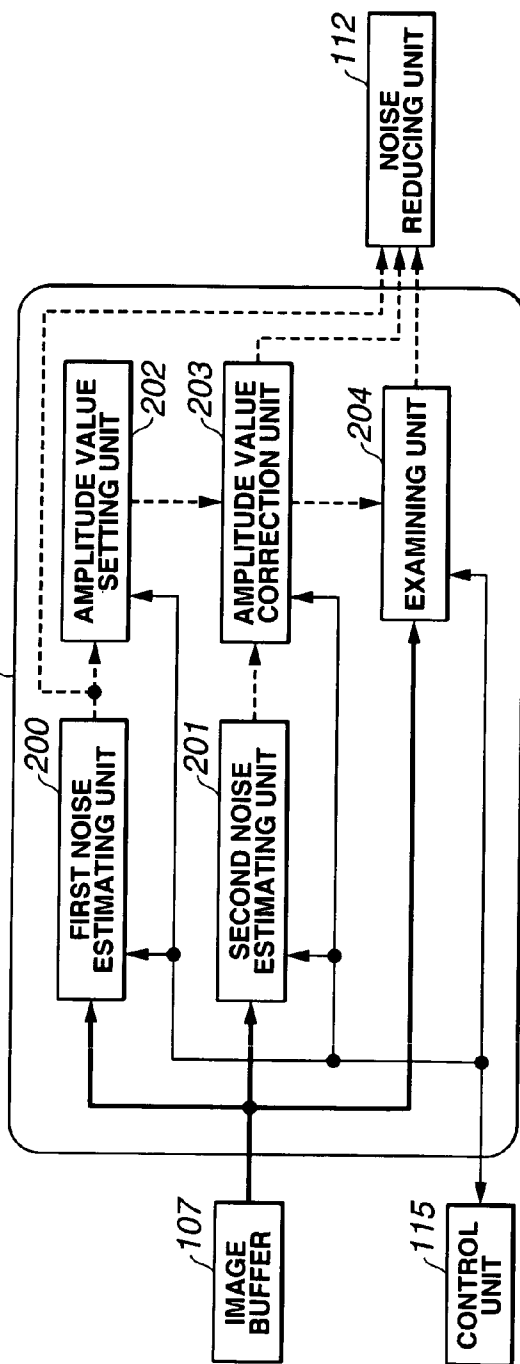 107
IMAGE
BUFFER
115
CONTROL
UNIT
200
FIRST NOISE
ESTIMATING UNIT
201
SECOND NOISE
ESTIMATING UNIT
202
AMPLITUDE VALUE
SETTING UNIT
203
AMPLITUDE VALUE
CORRECTION UNIT
204
EXAMINING UNIT
112
NOISE
REDUCING UNIT